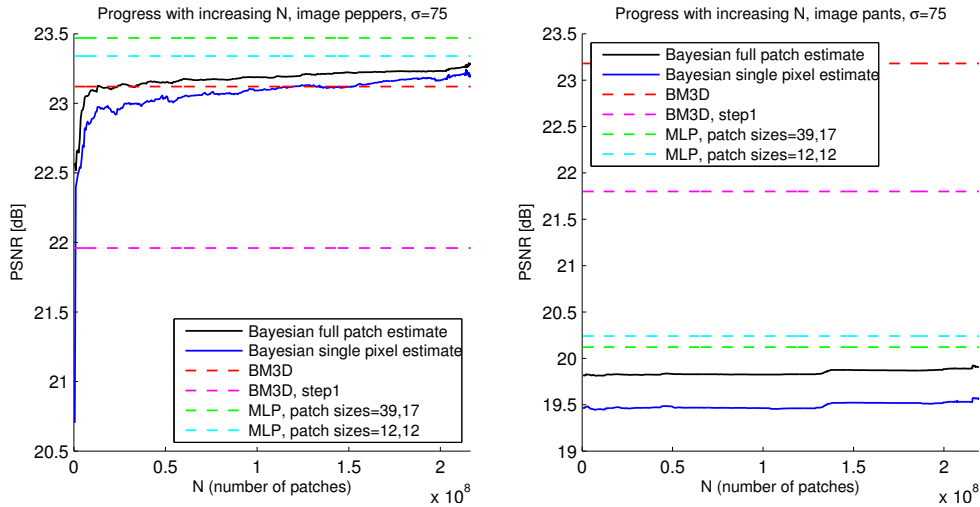 Progress with increasing N, image peppers, σ=75
23.5
23
22.5
22
21.5
21
20.5
PSNR [dB]
Bayesian full patch estimate
Bayesian single pixel estimate
BM3D
BM3D, step1
MLP, patch sizes=39,17
MLP, patch sizes=12,12
0
0.5
1
1.5
2
x 10^8
N (number of patches)
Progress with increasing N, image pants, σ=75
23.5
23
22.5
22
21.5
21
20.5
20
19.5
19
PSNR [dB]
Bayesian full patch estimate
Bayesian single pixel estimate
BM3D
BM3D, step1
MLP, patch sizes=39,17
MLP, patch sizes=12,12
0
0.5
1
1.5
2
x 10^8
N (number of patches)